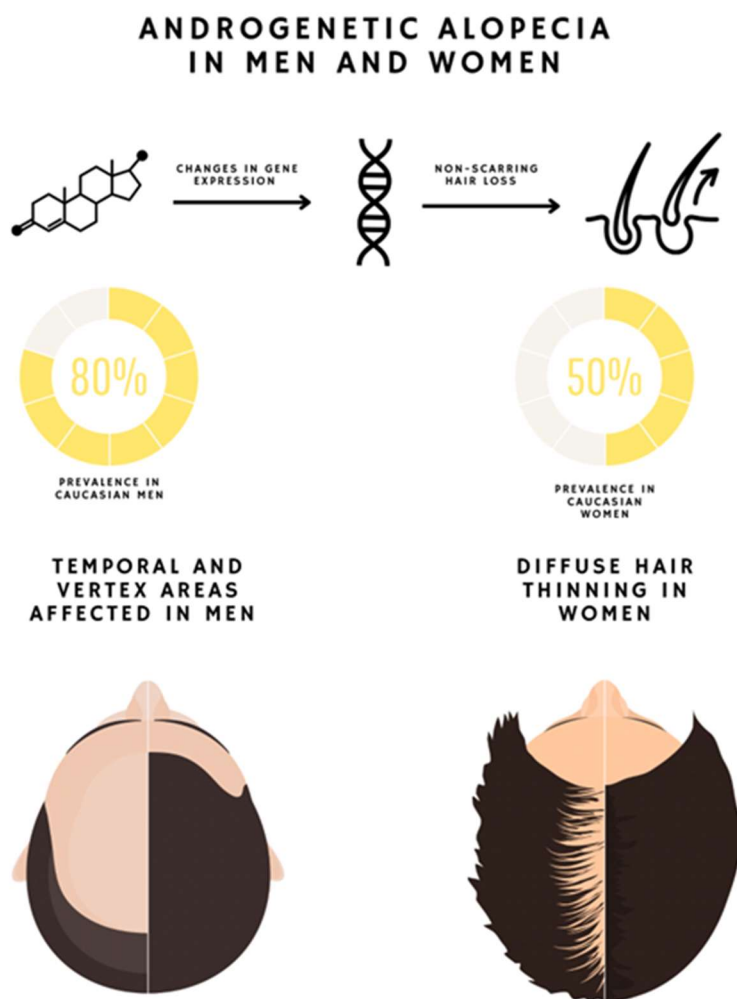 ANDROGENETIC ALOPECIA
IN MEN AND WOMEN
CHANGES IN GENE
EXPRESSION
NON-SCARRING
HAIR LOSS
80%
PREVALENCE IN
CAUCASIAN MEN
50%
PREVALENCE IN
CAUCASIAN
WOMEN
TEMPORAL AND
VERTEX AREAS
AFFECTED IN MEN
DIFFUSE HAIR
THINNING IN
WOMEN